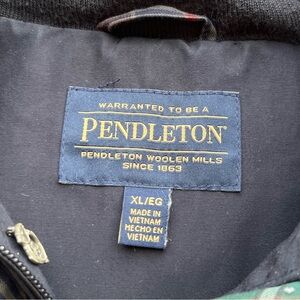 WARRANTED TO BE A
PENDLETON
PENDLETON WOOLEN MILLS
SINCE 1863
XL/EG
MADE IN
VIETNAM
HECHO EN
VIETNAM